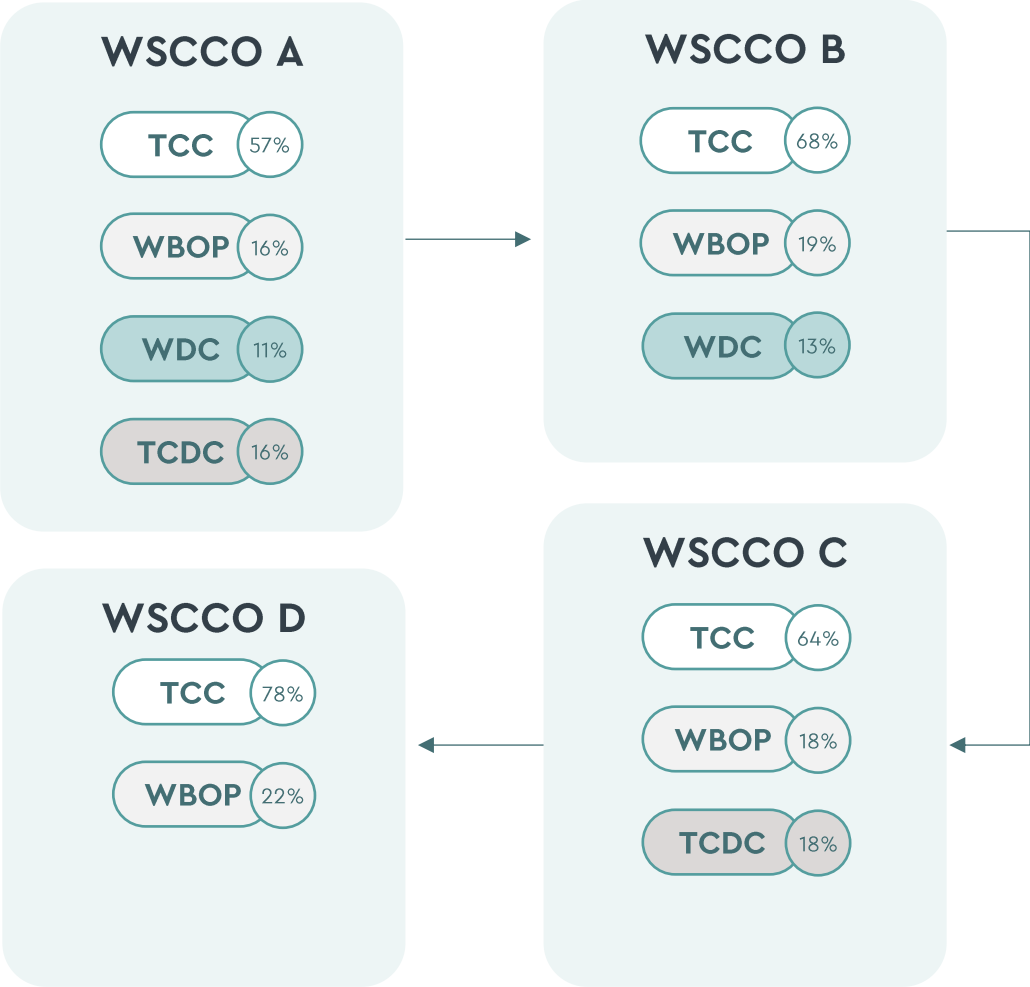 WSCCO A
TCC 57%
WBOP 16%
WDC 11%
TCDC 16%
WSCCO B
TCC 68%
WBOP 19%
WDC 13%
WSCCO C
TCC 64%
WBOP 18%
TCDC 18%
WSCCO D
TCC 78%
WBOP 22%